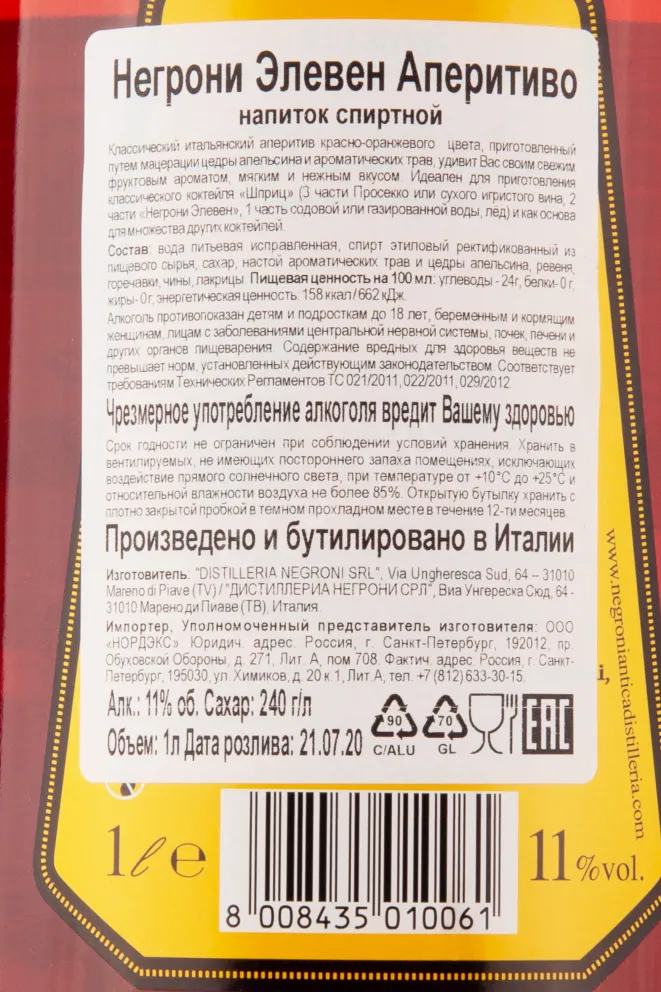 Негрони Элевен Аперитиво
напиток спиртной
Классический итальянский аперитив красно-оранжевого цвета, приготовленный
путем мацерации цедры апельсина и ароматических трав, удивит Вас своим свежим
фруктовым ароматом, мягким и нежным вкусом. Идеален для приготовления
классического коктейля «Шприц» (3 части Просекко или сухого игристого вина, 2
части «Негрони Элевен», 1 часть содовой или газированной воды, лёд) и как основа
для множества других коктейлей.
Состав: вода питьевая исправленная, спирт этиловый ректификованный из
пищевого сырья, сахар, настой ароматических трав и цедры апельсина, ревеня,
горечавки, чины, лакрицы. Пищевая ценность на 100 мл: углеводы - 24г, белки- 0 г,
жиры- 0 г, энергетическая ценность: 158 ккал / 662 кДж.
Алкоголь противопоказан детям и подросткам до 18 лет, беременным и кормящим
женщинам, лицам с заболеваниями центральной нервной системы, почек, печени и
других органов пищеварения. Содержание вредных для здоровья веществ не
превышает норм, установленных действующим законодательством. Соответствует
требованиям Технических Регламентов ТС 021/2011, 022/2011, 029/2012
Чрезмерное употребление алкоголя вредит Вашему здоровью
Срок годности не ограничен при соблюдении условий хранения. Хранить в
вентилируемых, не имеющих постороннего запаха помещениях, исключающих
воздействие прямого солнечного света, при температуре от +10°С до +25°С и
относительной влажности воздуха не более 85%. Открытую бутылку хранить с
плотно закрытой пробкой в темном прохладном месте в течение 12-ти месяцев.
Произведено и бутилировано в Италии
Изготовитель: "DISTILLERIA NEGRONI SRL", Via Ungheresca Sud, 64 – 31010
Mareno di Piave (TV) / "ДИСТИЛЛЕРИА НЕГРОНИ СРЛ", Виа Унгереска Сюд, 64 -
31010 Марено ди Пиаве (ТВ), Италия.
Импортер, Уполномоченный представитель изготовителя: ООО
«НОРДЭКС» Юридич. адрес: Россия, г. Санкт-Петербург, 192012, пр.
Обуховской Обороны, д. 271, Лит. А, пом 708. Фактич. адрес: Россия, г. Санкт-
Петербург, 195030, ул. Химиков, д. 20 к.1, Лит.А, тел. +7 (812) 633-30-15.
Алк.: 11% об. Сахар: 240 г/л
Объем: 1л Дата розлива: 21.07.20
90
C/ALU
70
GL
EAC
www.negronianticadistilleria.com
i,
1 ℓ ℮
11%vol.
8 008435 010061